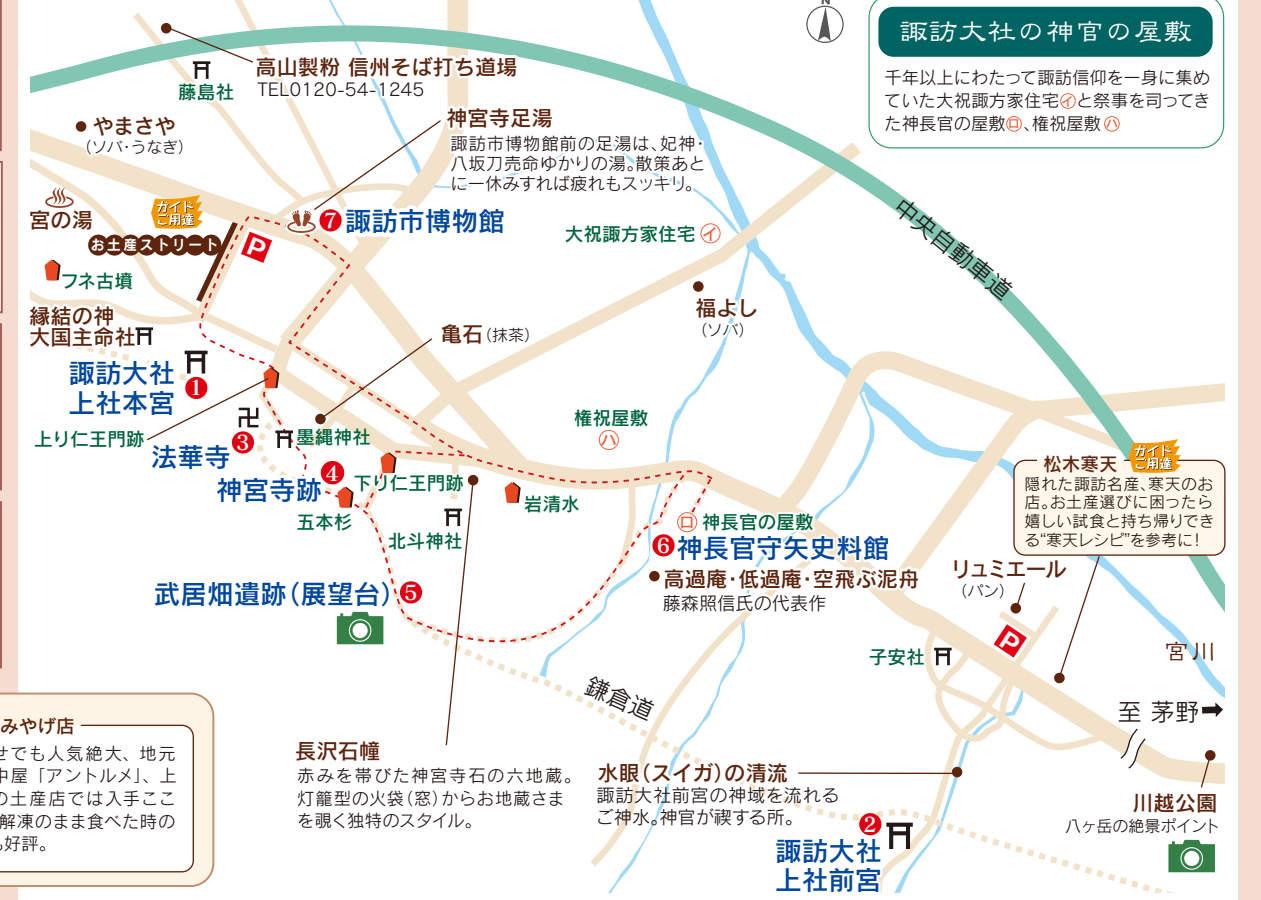 N
諏訪大社の神官の屋敷
千年以上にわたって諏訪信仰を一身に集め
ていた大祝諏方家住宅㋑と祭事を司ってき
た神長官の屋敷㋺、権祝屋敷㋩
高山製粉 信州そば打ち道場
TEL0120-54-1245
藤島社
やまさや
(ソバ・うなぎ)
神宮寺足湯
諏訪市博物館前の足湯は、妃神・
八坂刀売命ゆかりの湯。散策あと
に一休みすれば疲れもスッキリ。
宮の湯
ガイド
ご用達
お土産ストリート
P
❼諏訪市博物館
大祝諏方家住宅㋑
中央自動車道
フネ古墳
福よし
(ソバ)
縁結の神
大国主命社
亀石(抹茶)
諏訪大社
上社本宮
❶
上り仁王門跡
法華寺
❸
墨縄神社
権祝屋敷
㋩
神宮寺跡
❹
下り仁王門跡
五本杉
岩清水
北斗神社
㋺神長官の屋敷
❻神長官守矢史料館
高過庵・低過庵・空飛ぶ泥舟
藤森照信氏の代表作
松木寒天
ガイド
ご用達
隠れた諏訪名産、寒天のお
店。お土産選びに困ったら
嬉しい試食と持ち帰りでき
る“寒天レシピ”を参考に！
武居畑遺跡(展望台)❺
リュミエール
(パン)
P
子安社
宮川
鎌倉道
至 茅野➡
長沢石幢
赤みを帯びた神宮寺石の六地蔵。
灯籠型の火袋(窓)からお地蔵さま
を覗く独特のスタイル。
水眼(スイガ)の清流
諏訪大社前宮の神域を流れる
ご神水。神官が禊する所。
❷
諏訪大社
上社前宮
川越公園
八ヶ岳の絶景ポイント
みやげ店
せでも人気絶大、地元
中屋「アントルメ」、上
の土産店では入手ここ
解凍のまま食べた時の
好評。